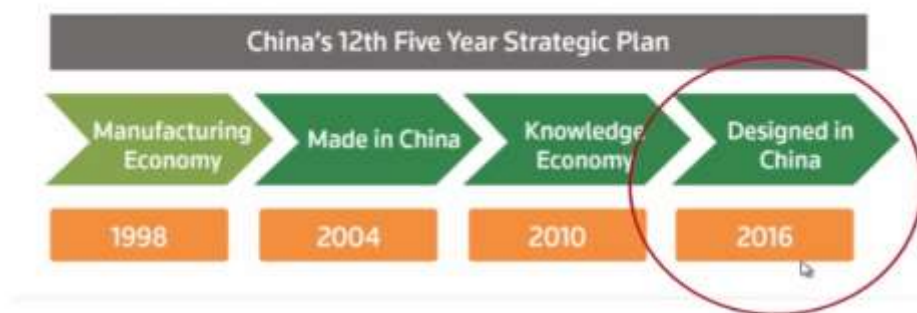 China's 12th Five Year Strategic Plan
Manufacturing
Economy
Made in China
Knowledge
Economy
Designed in
China
1998
2004
2010
2016